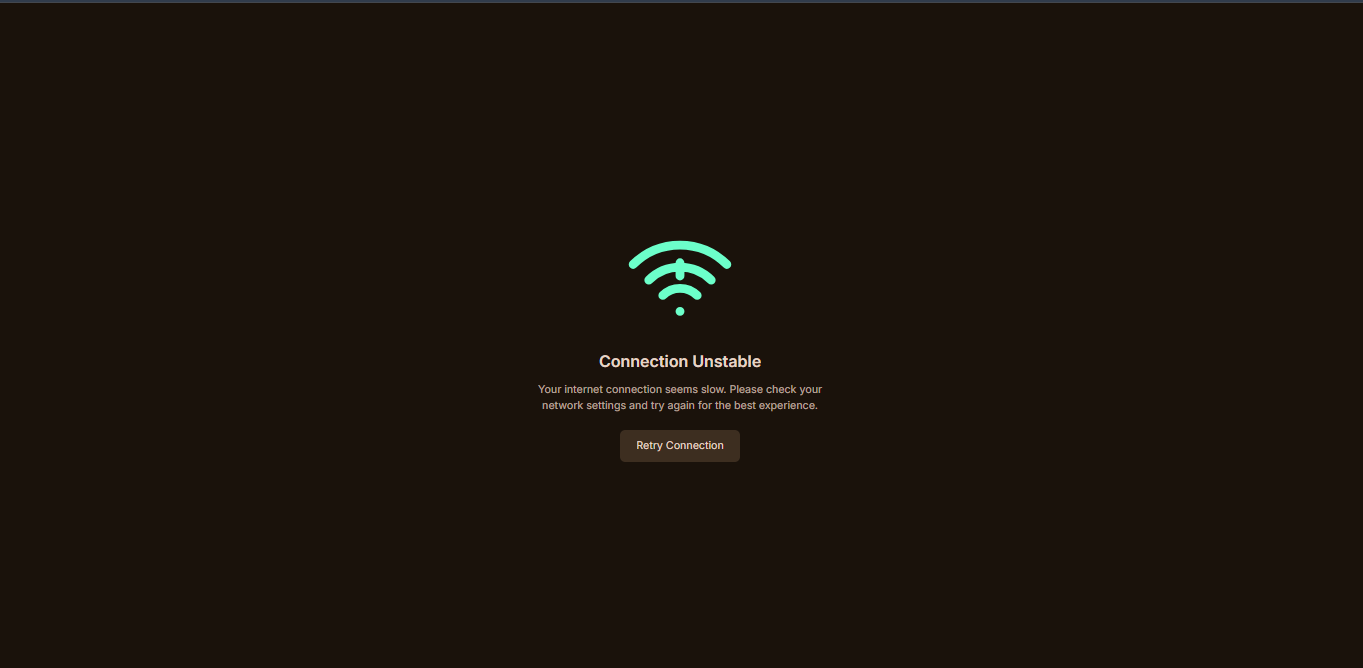 Connection Unstable
Your internet connection seems slow. Please check your
network settings and try again for the best experience.
Retry Connection